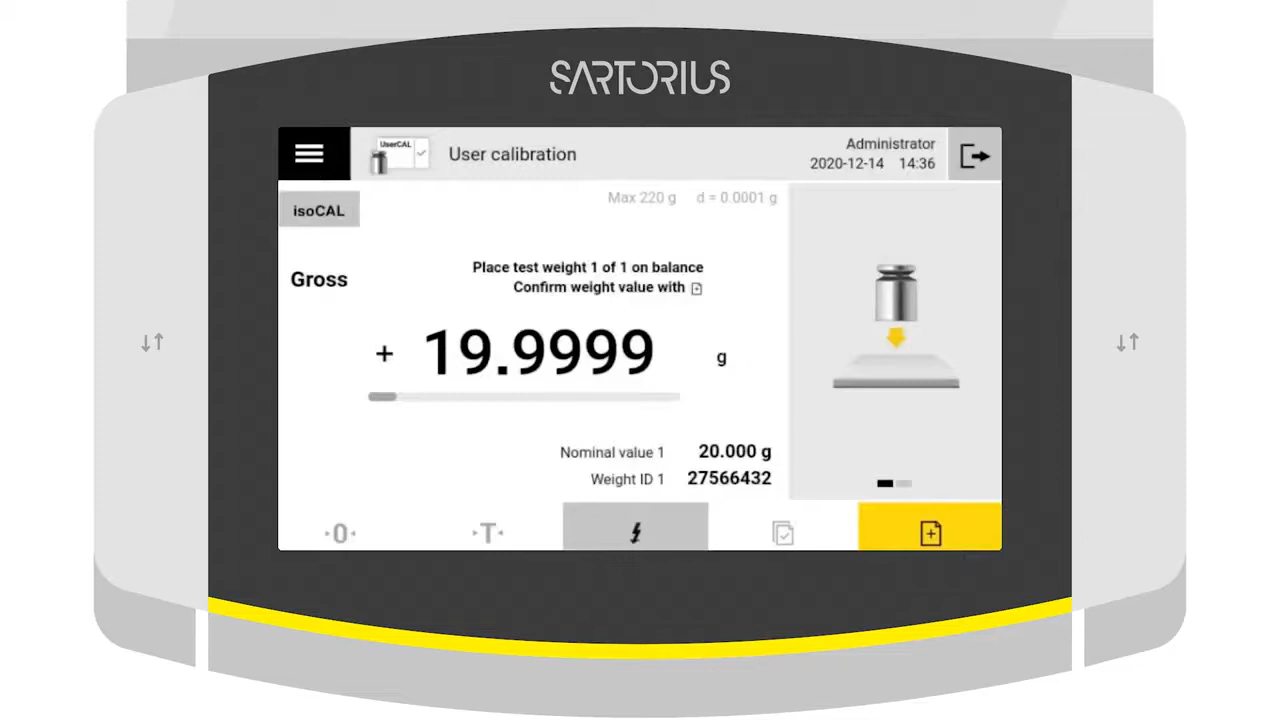 SARTORIUS
UserCAL
User calibration
Administrator
2020-12-14 14:36
isoCAL
Max 220 g d = 0.0001 g
Gross
Place test weight 1 of 1 on balance
Confirm weight value with
+ 19.9999 g
Nominal value 1 20.000 g
Weight ID 1 27566432
0
T